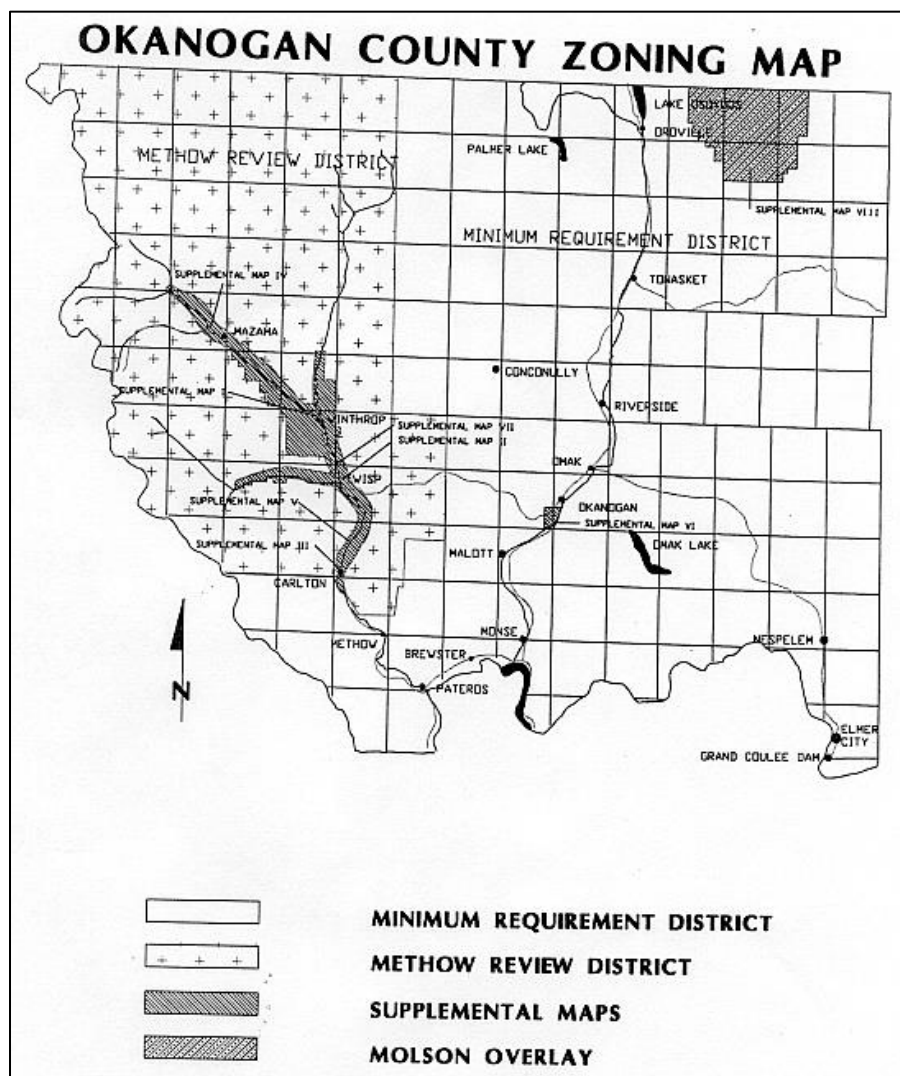 OKANOGAN COUNTY ZONING MAP
LAKE OSOYOOS
OROVILLE
PALMER LAKE
METHOW REVIEW DISTRICT
SUPPLEMENTAL MAP VIII
MINIMUM REQUIREMENT DISTRICT
SUPPLEMENTAL MAP IV
TONASKET
MAZAMA
CONCONULLY
SUPPLEMENTAL MAP I
RIVERSIDE
WINTHROP
SUPPLEMENTAL MAP VII
SUPPLEMENTAL MAP II
OMAK
TWISP
SUPPLEMENTAL MAP V
OKANOGAN
SUPPLEMENTAL MAP VI
SUPPLEMENTAL MAP III
MALOTT
OMAK LAKE
CARLTON
METHOW
MONSE
NESPELEM
BREWSTER
PATEROS
N
ELMER
CITY
GRAND COULEE DAM
MINIMUM REQUIREMENT DISTRICT
METHOW REVIEW DISTRICT
SUPPLEMENTAL MAPS
MOLSON OVERLAY